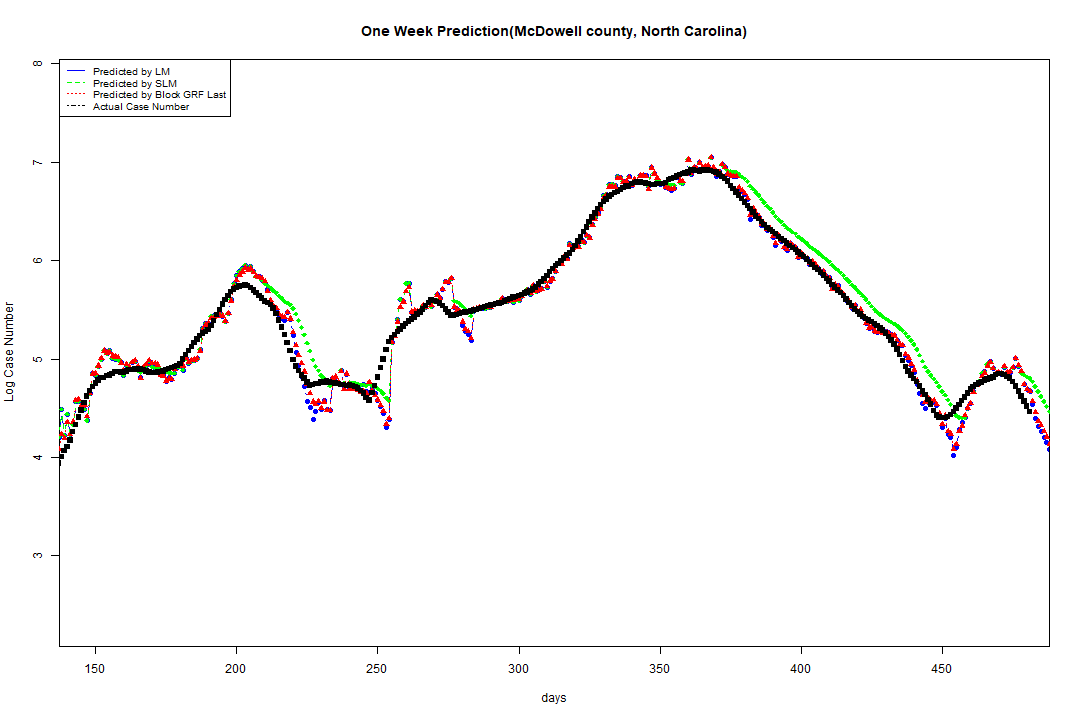 One Week Prediction(McDowell county, North Carolina)
Predicted by LM
Predicted by SLM
Predicted by Block GRF Last
Actual Case Number
8
7
6
5
4
3
Log Case Number
150 200 250 300 350 400 450
days